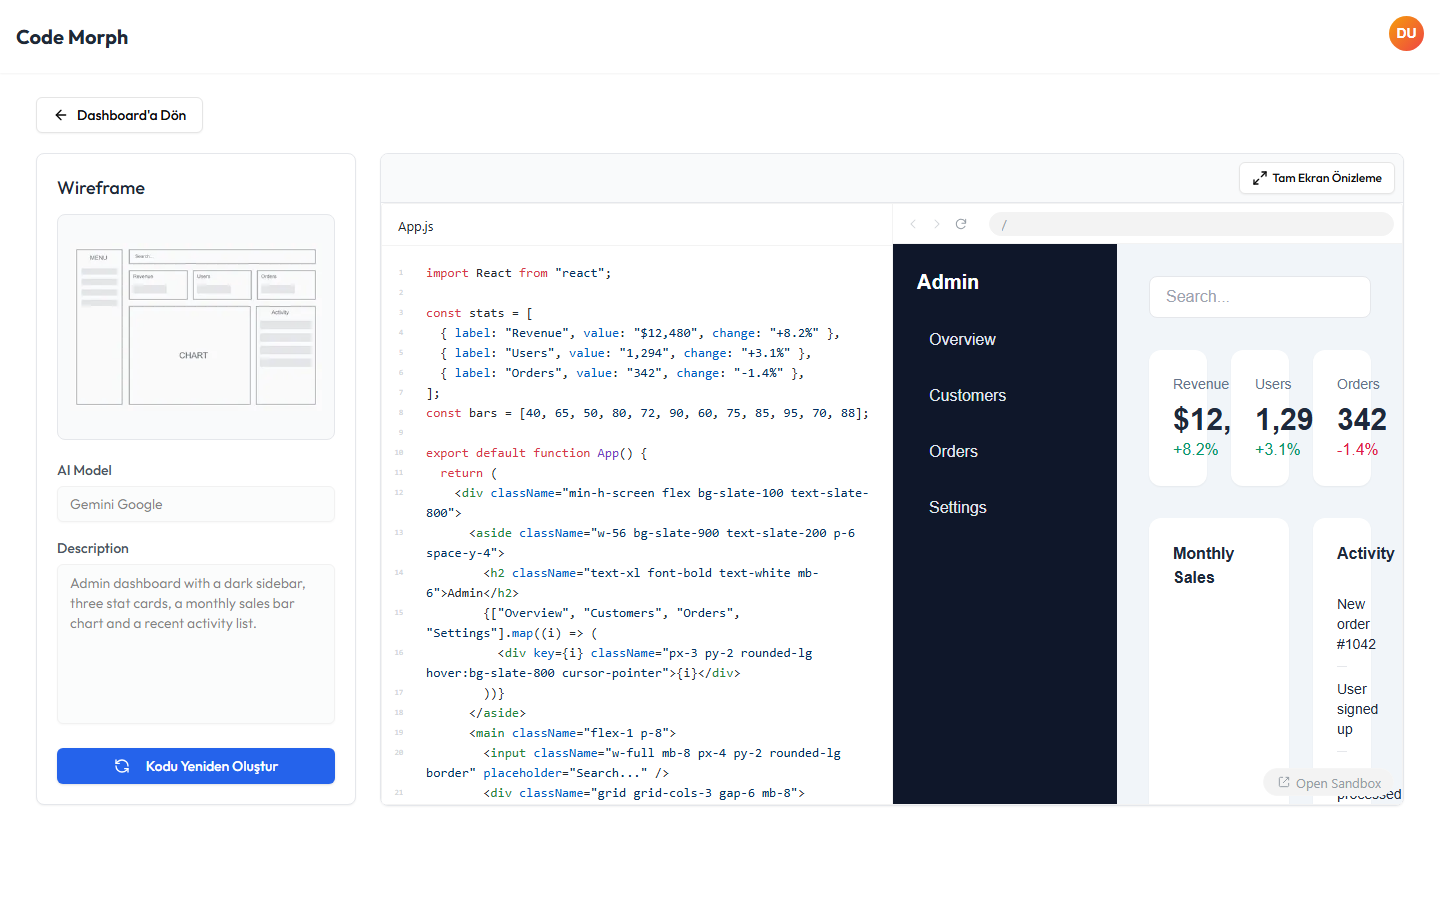 Code Morph
DU
Dashboard'a Dön
Wireframe
MENU
Search...
Revenue
Users
Orders
CHART
Activity
AI Model
Gemini Google
Description
Admin dashboard with a dark sidebar,
three stat cards, a monthly sales bar
chart and a recent activity list.
Kodu Yeniden Oluştur
Tam Ekran Önizleme
App.js
1 import React from "react";
2
3 const stats = [
4 { label: "Revenue", value: "$12,480", change: "+8.2%" },
5 { label: "Users", value: "1,294", change: "+3.1%" },
6 { label: "Orders", value: "342", change: "-1.4%" },
7 ];
8 const bars = [40, 65, 50, 80, 72, 90, 60, 75, 85, 95, 70, 88];
9
10 export default function App() {
11 return (
12 <div className="min-h-screen flex bg-slate-100 text-slate-
800">
13 <aside className="w-56 bg-slate-900 text-slate-200 p-6
space-y-4">
14 <h2 className="text-xl font-bold text-white mb-
6">Admin</h2>
15 {["Overview", "Customers", "Orders",
"Settings"].map((i) => (
16 <div key={i} className="px-3 py-2 rounded-lg
hover:bg-slate-800 cursor-pointer">{i}</div>
17 ))}
18 </aside>
19 <main className="flex-1 p-8">
20 <input className="w-full mb-8 px-4 py-2 rounded-lg
border" placeholder="Search..." />
21 <div className="grid grid-cols-3 gap-6 mb-8">
/
Admin
Overview
Customers
Orders
Settings
Search...
Revenue
$12,
+8.2%
Users
1,29
+3.1%
Orders
342
-1.4%
Monthly
Sales
Activity
New
order
#1042
User
signed
up
processed
Open Sandbox